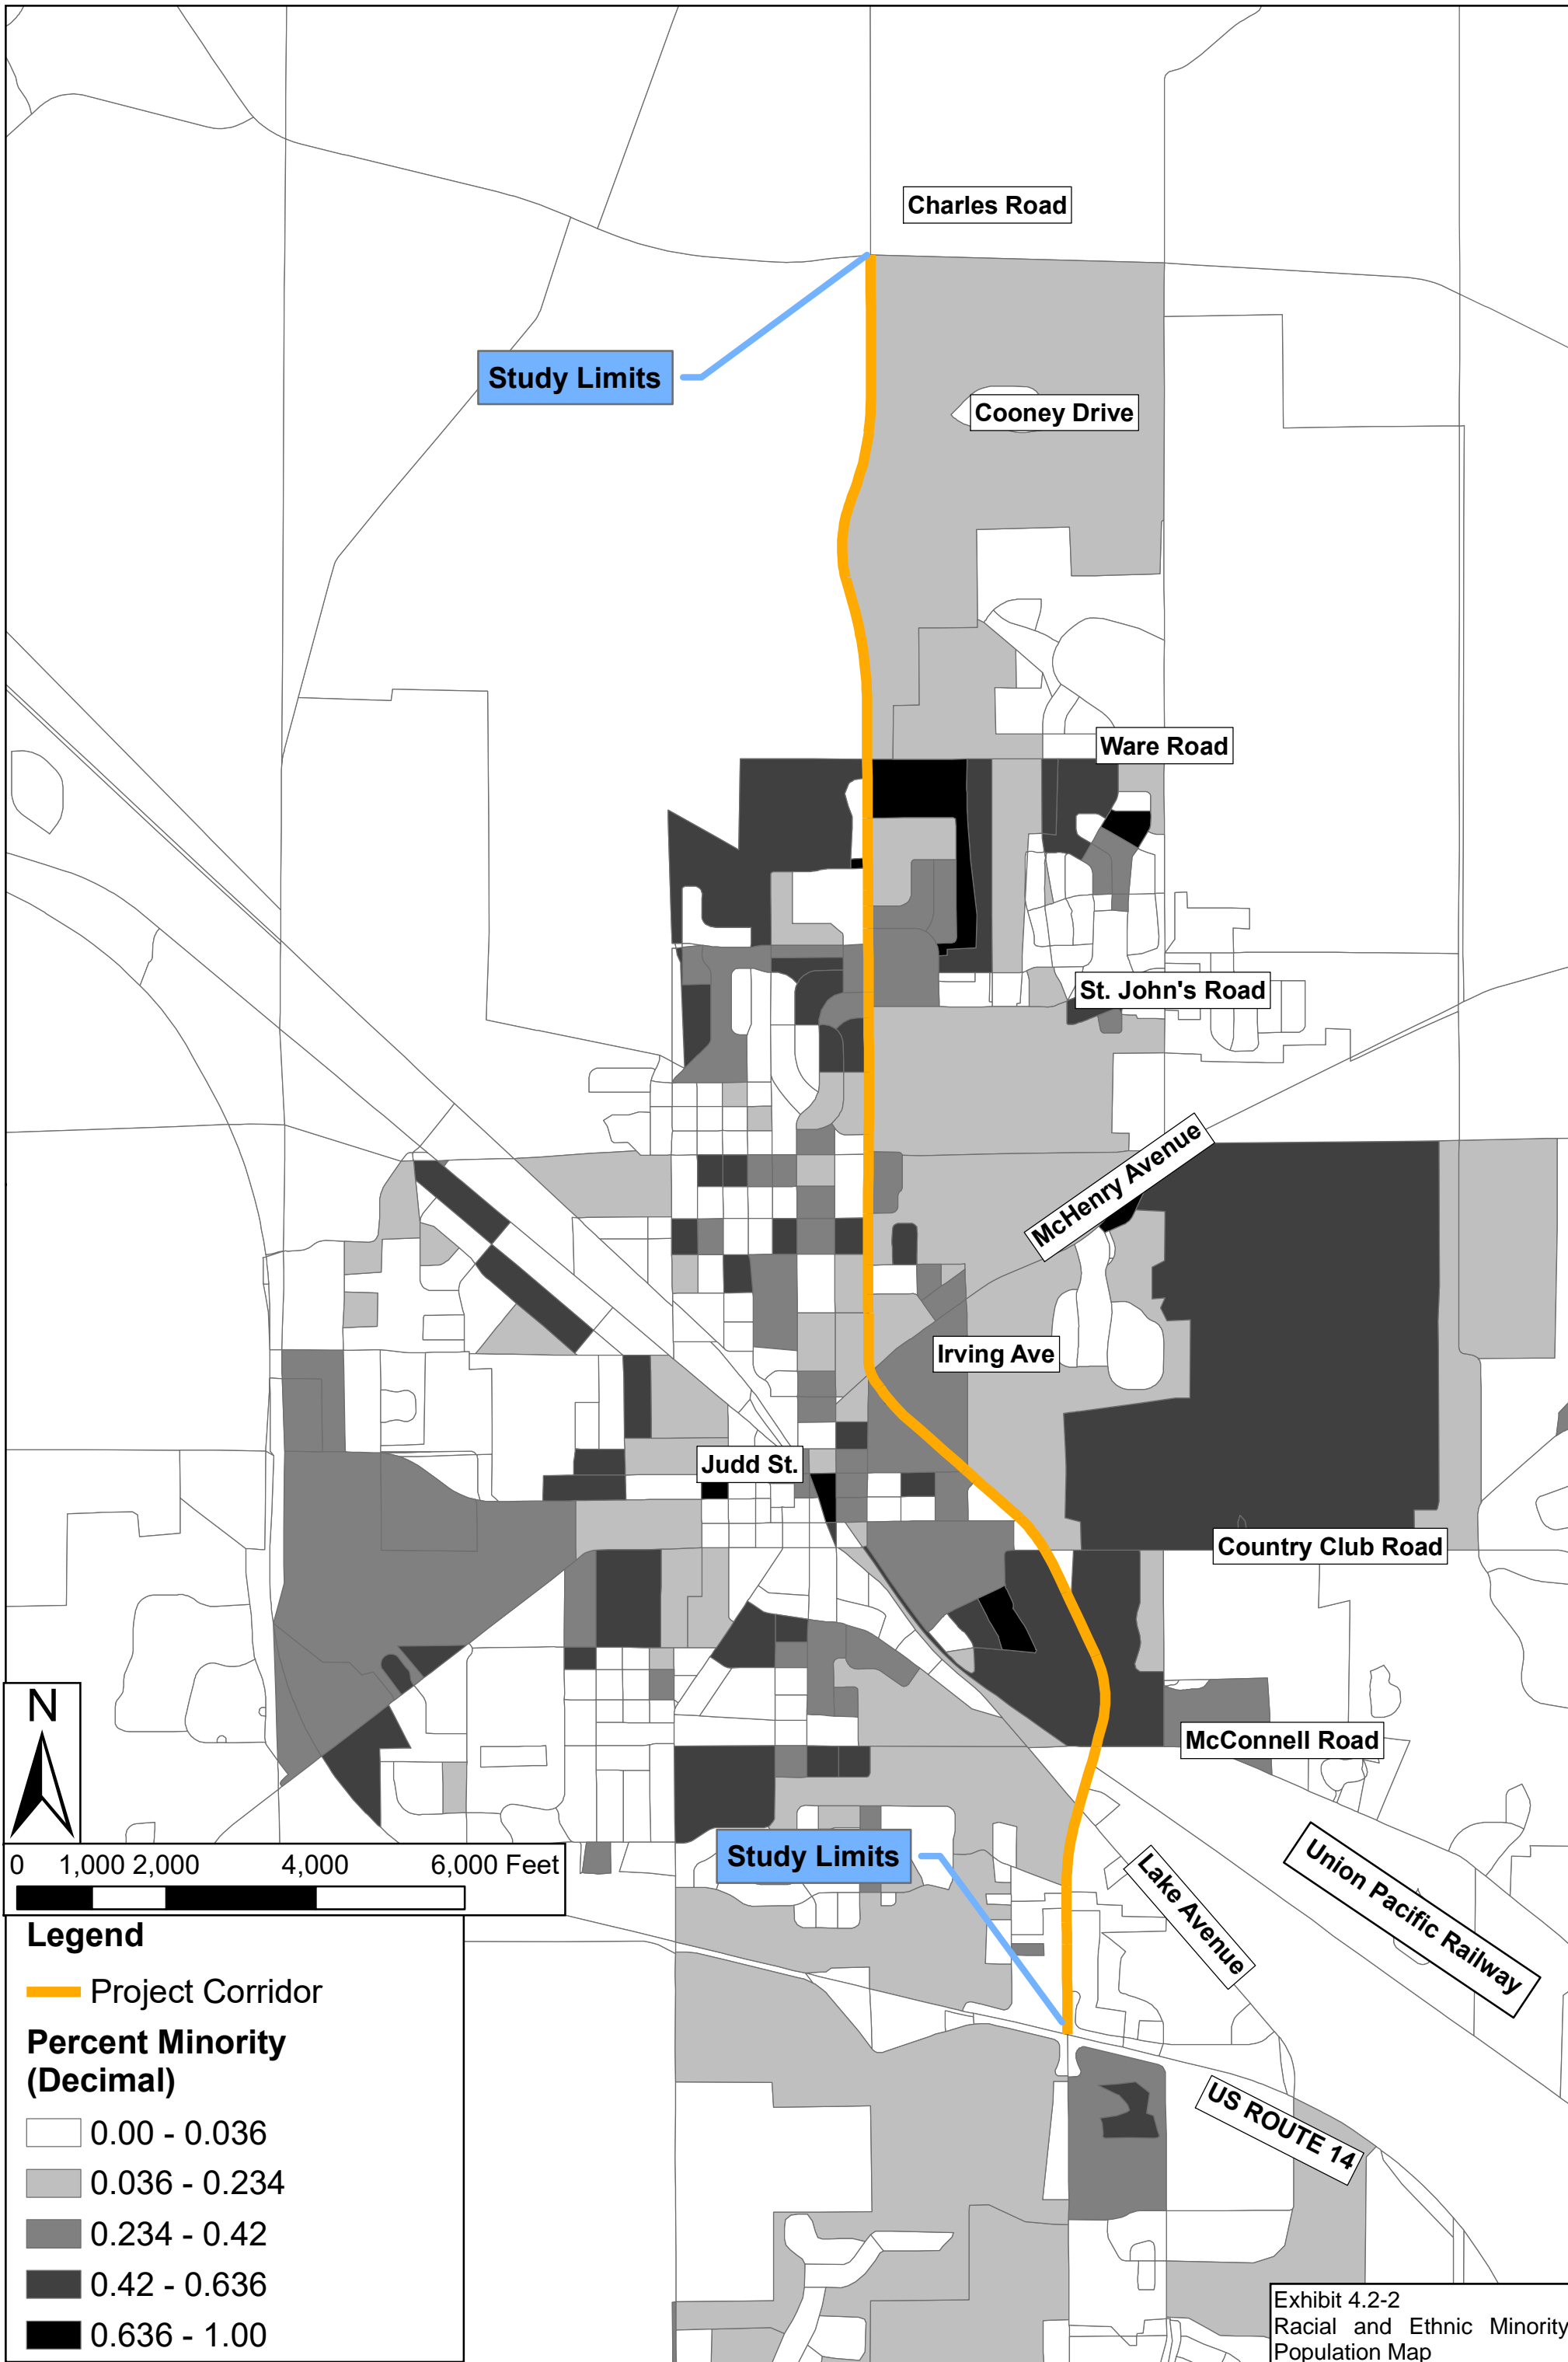 Charles Road
Study Limits
Cooney Drive
Ware Road
St. John's Road
McHenry Avenue
Irving Ave
Judd St.
Country Club Road
McConnell Road
Study Limits
Lake Avenue
Union Pacific Railway
US ROUTE 14
N
0 1,000 2,000 4,000 6,000 Feet
Legend
Project Corridor
Percent Minority
(Decimal)
0.00 - 0.036
0.036 - 0.234
0.234 - 0.42
0.42 - 0.636
0.636 - 1.00
Exhibit 4.2-2
Racial and Ethnic Minority
Population Map